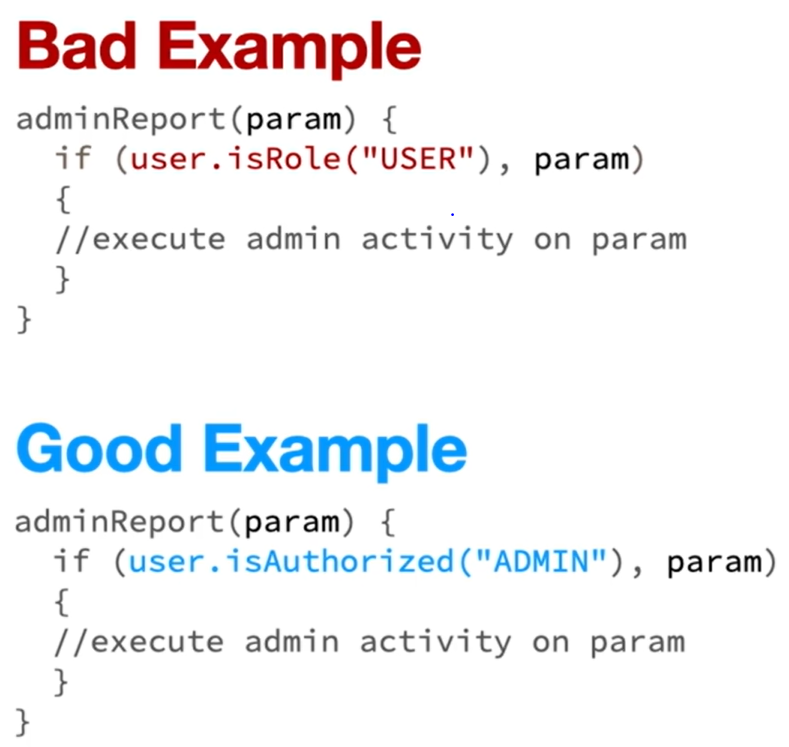 Bad Example
adminReport(param) {
if (user.isRole("USER"), param)
{
//execute admin activity on param
}
}
Good Example
adminReport(param) {
if (user.isAuthorized("ADMIN"), param)
{
//execute admin activity on param
}
}